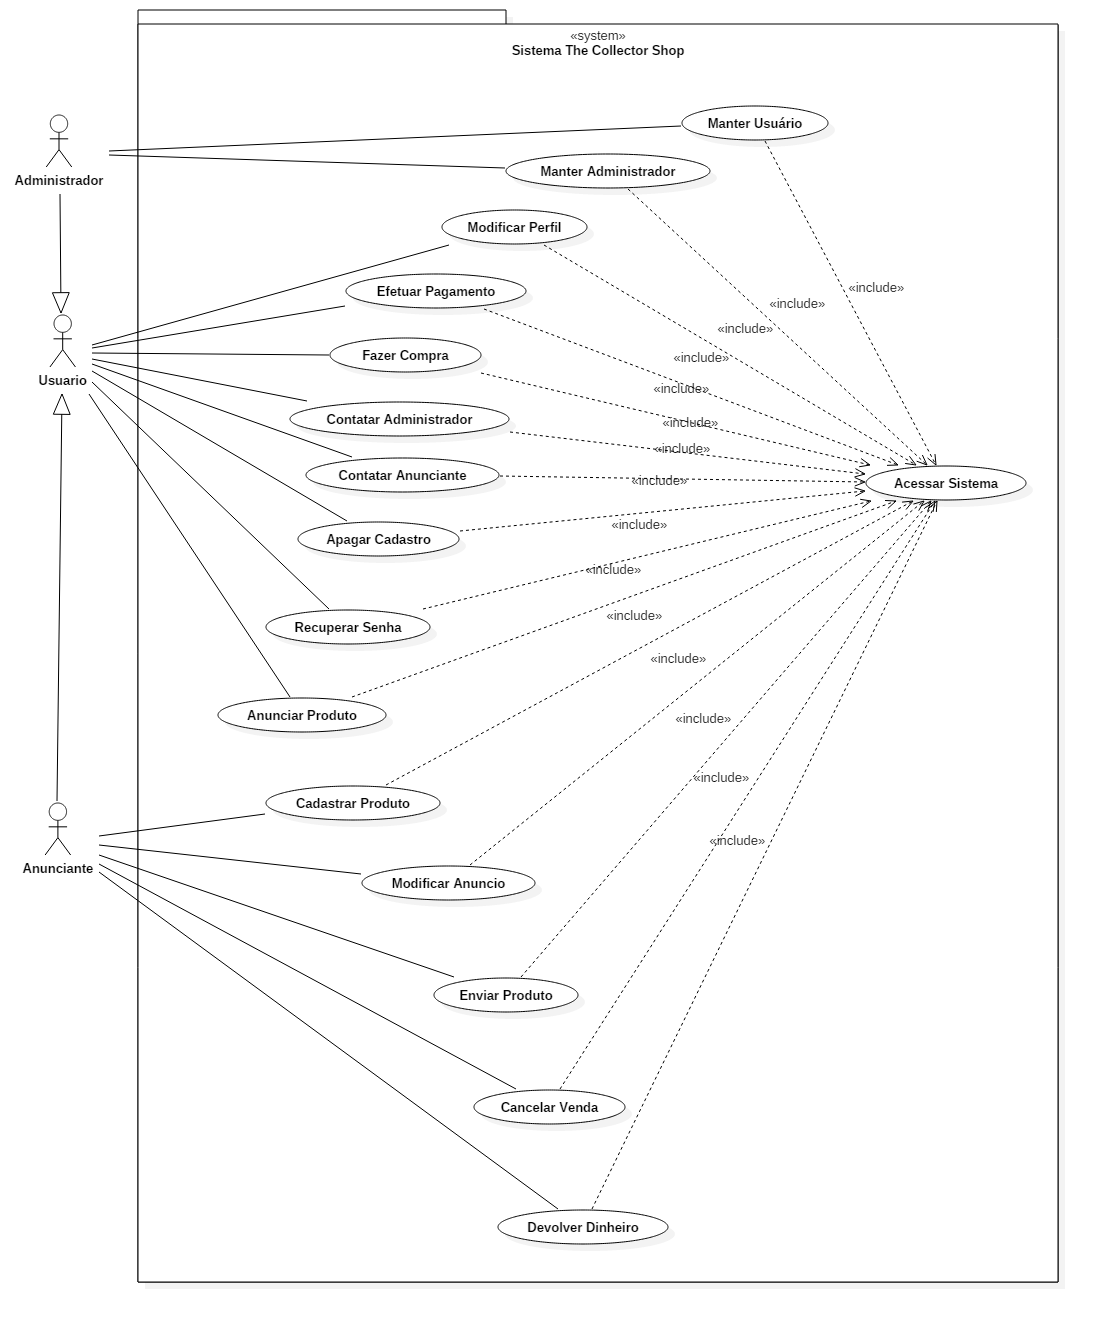 «system»
Sistema The Collector Shop
Manter Usuário
Manter Administrador
Administrador
Modificar Perfil
Efetuar Pagamento
«include»
«include»
«include»
Fazer Compra
«include»
Usuario
«include»
Contatar Administrador
«include»
«include»
Contatar Anunciante
«include»
Acessar Sistema
Apagar Cadastro
«include»
«include»
Recuperar Senha
«include»
«include»
Anunciar Produto
«include»
«include»
Cadastrar Produto
«include»
Anunciante
Modificar Anuncio
Enviar Produto
Cancelar Venda
Devolver Dinheiro